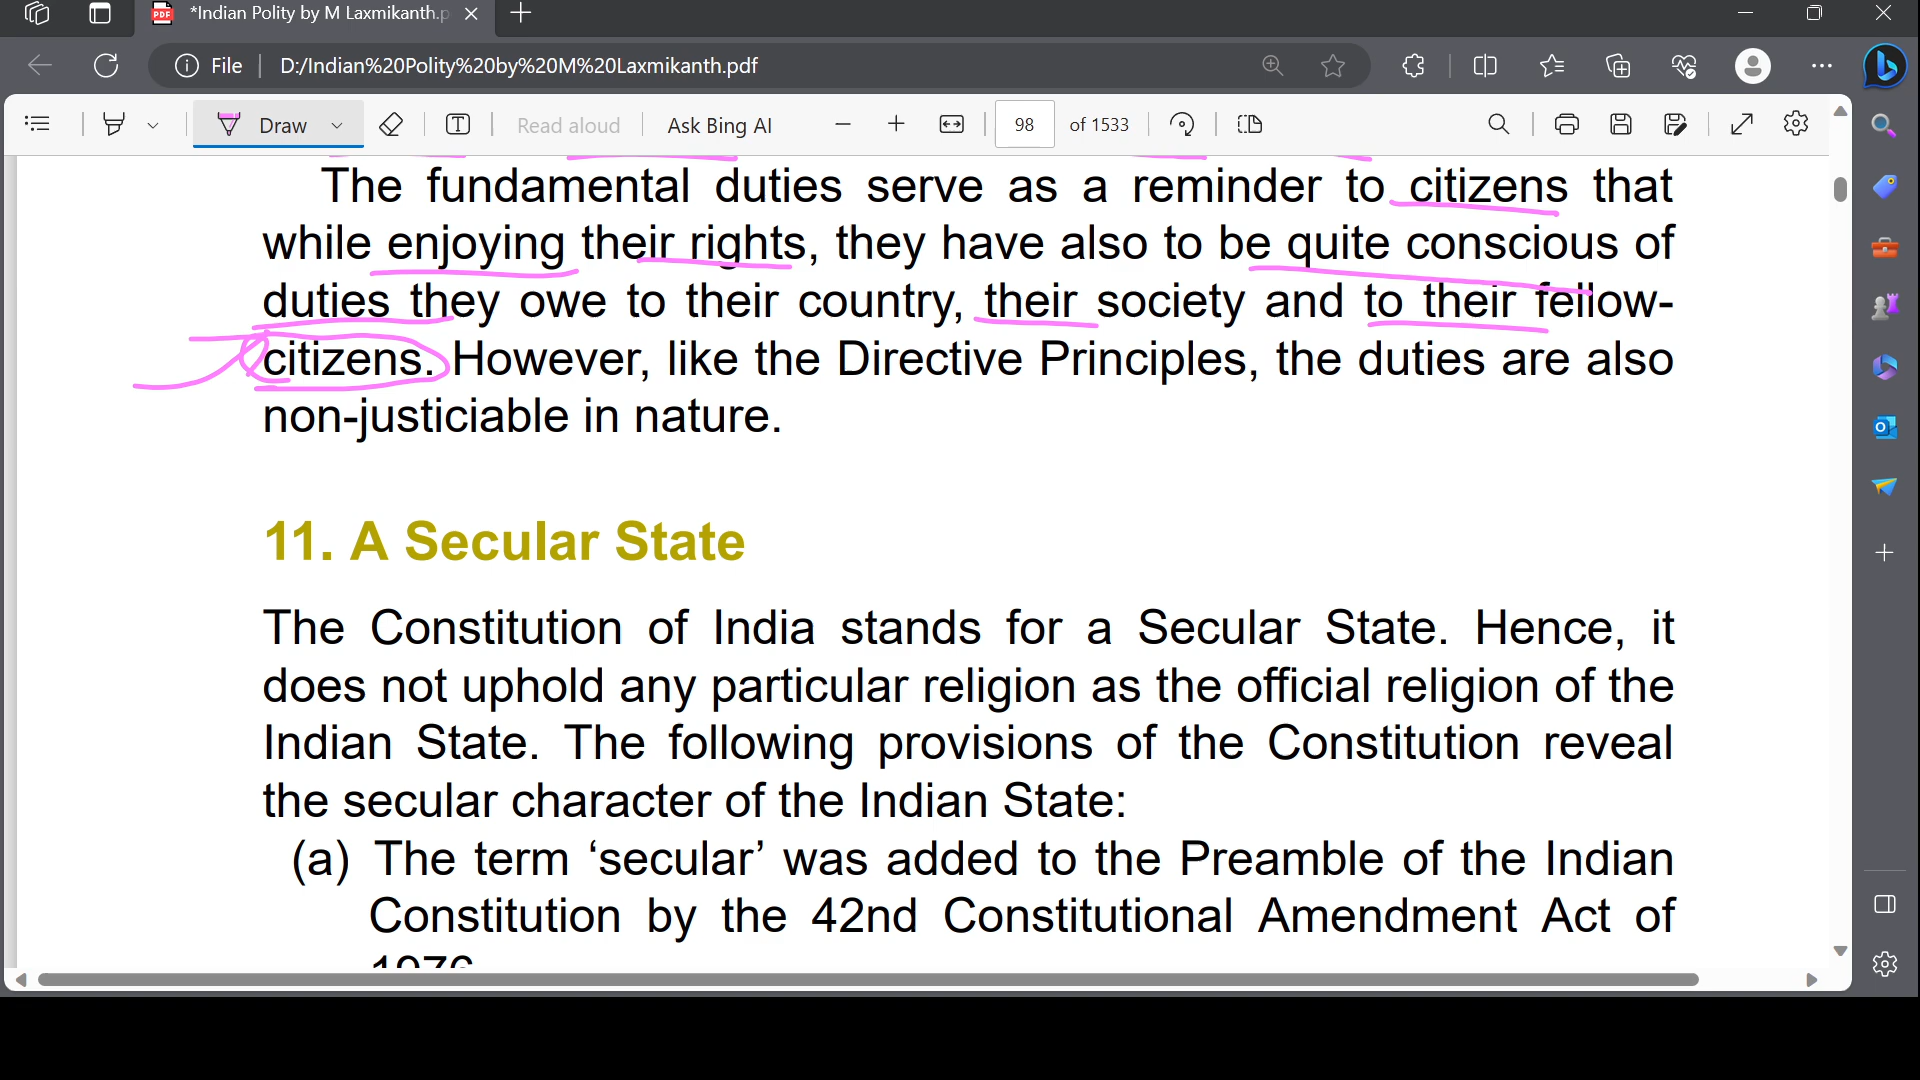 *Indian Polity by M Laxmikanth.p
File
D:/Indian%20Polity%20by%20M%20Laxmikanth.pdf
Draw
Read aloud
Ask Bing AI
98 of 1533
The fundamental duties serve as a reminder to citizens that
while enjoying their rights, they have also to be quite conscious of
duties they owe to their country, their society and to their fellow-
citizens. However, like the Directive Principles, the duties are also
non-justiciable in nature.
11. A Secular State
The Constitution of India stands for a Secular State. Hence, it
does not uphold any particular religion as the official religion of the
Indian State. The following provisions of the Constitution reveal
the secular character of the Indian State:
(a) The term ‘secular’ was added to the Preamble of the Indian
Constitution by the 42nd Constitutional Amendment Act of
1976